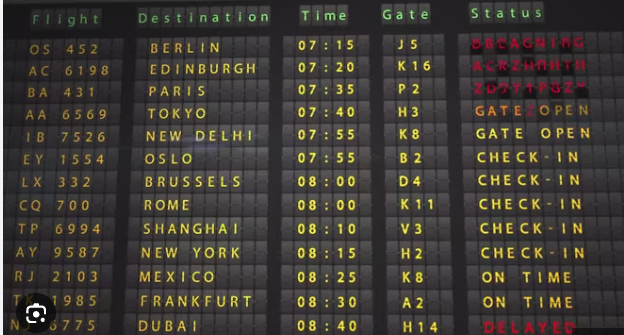 Flight Destination Time Gate Status
OS 452 BERLIN 07:15 J5
AC 6198 EDINBURGH 07:20 K16
BA 431 PARIS 07:35 P2
AA 6569 TOKYO 07:40 H3 GATE OPEN
IB 7526 NEW DELHI 07:55 K8 GATE OPEN
EY 1554 OSLO 07:55 B2 CHECK-IN
LX 332 BRUSSELS 08:00 D4 CHECK-IN
CQ 700 ROME 08:00 K11 CHECK-IN
TP 6994 SHANGHAI 08:10 V3 CHECK-IN
AY 9587 NEW YORK 08:15 H2 CHECK-IN
RJ 2103 MEXICO 08:25 K8 ON TIME
1985 FRANKFURT 08:30 A2 ON TIME
6775 DUBAI 08:40 H14 DELAYED